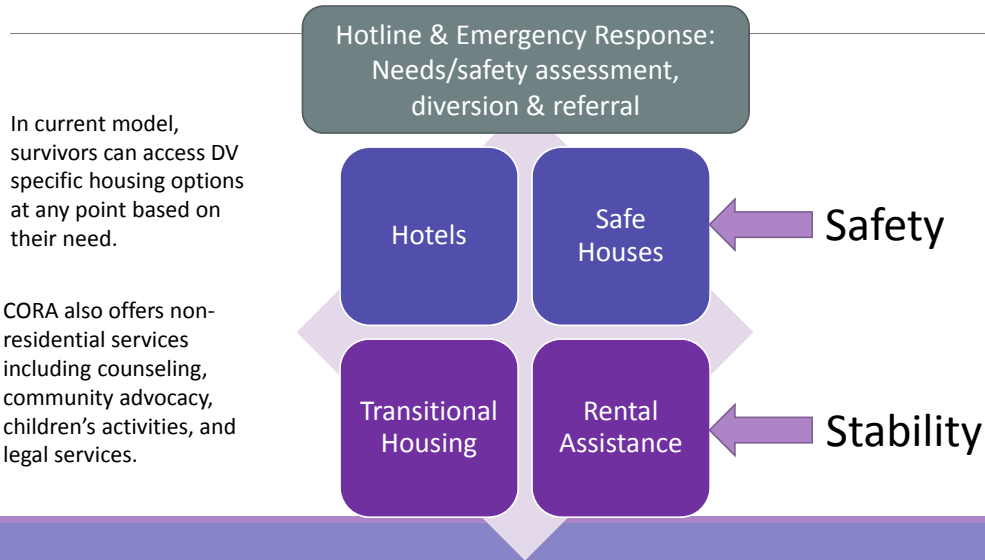 Hotline & Emergency Response:
Needs/safety assessment,
diversion & referral
In current model,
survivors can access DV
specific housing options
at any point based on
their need.
CORA also offers non-
residential services
including counseling,
community advocacy,
children’s activities, and
legal services.
Hotels
Safe
Houses
Safety
Transitional
Housing
Rental
Assistance
Stability